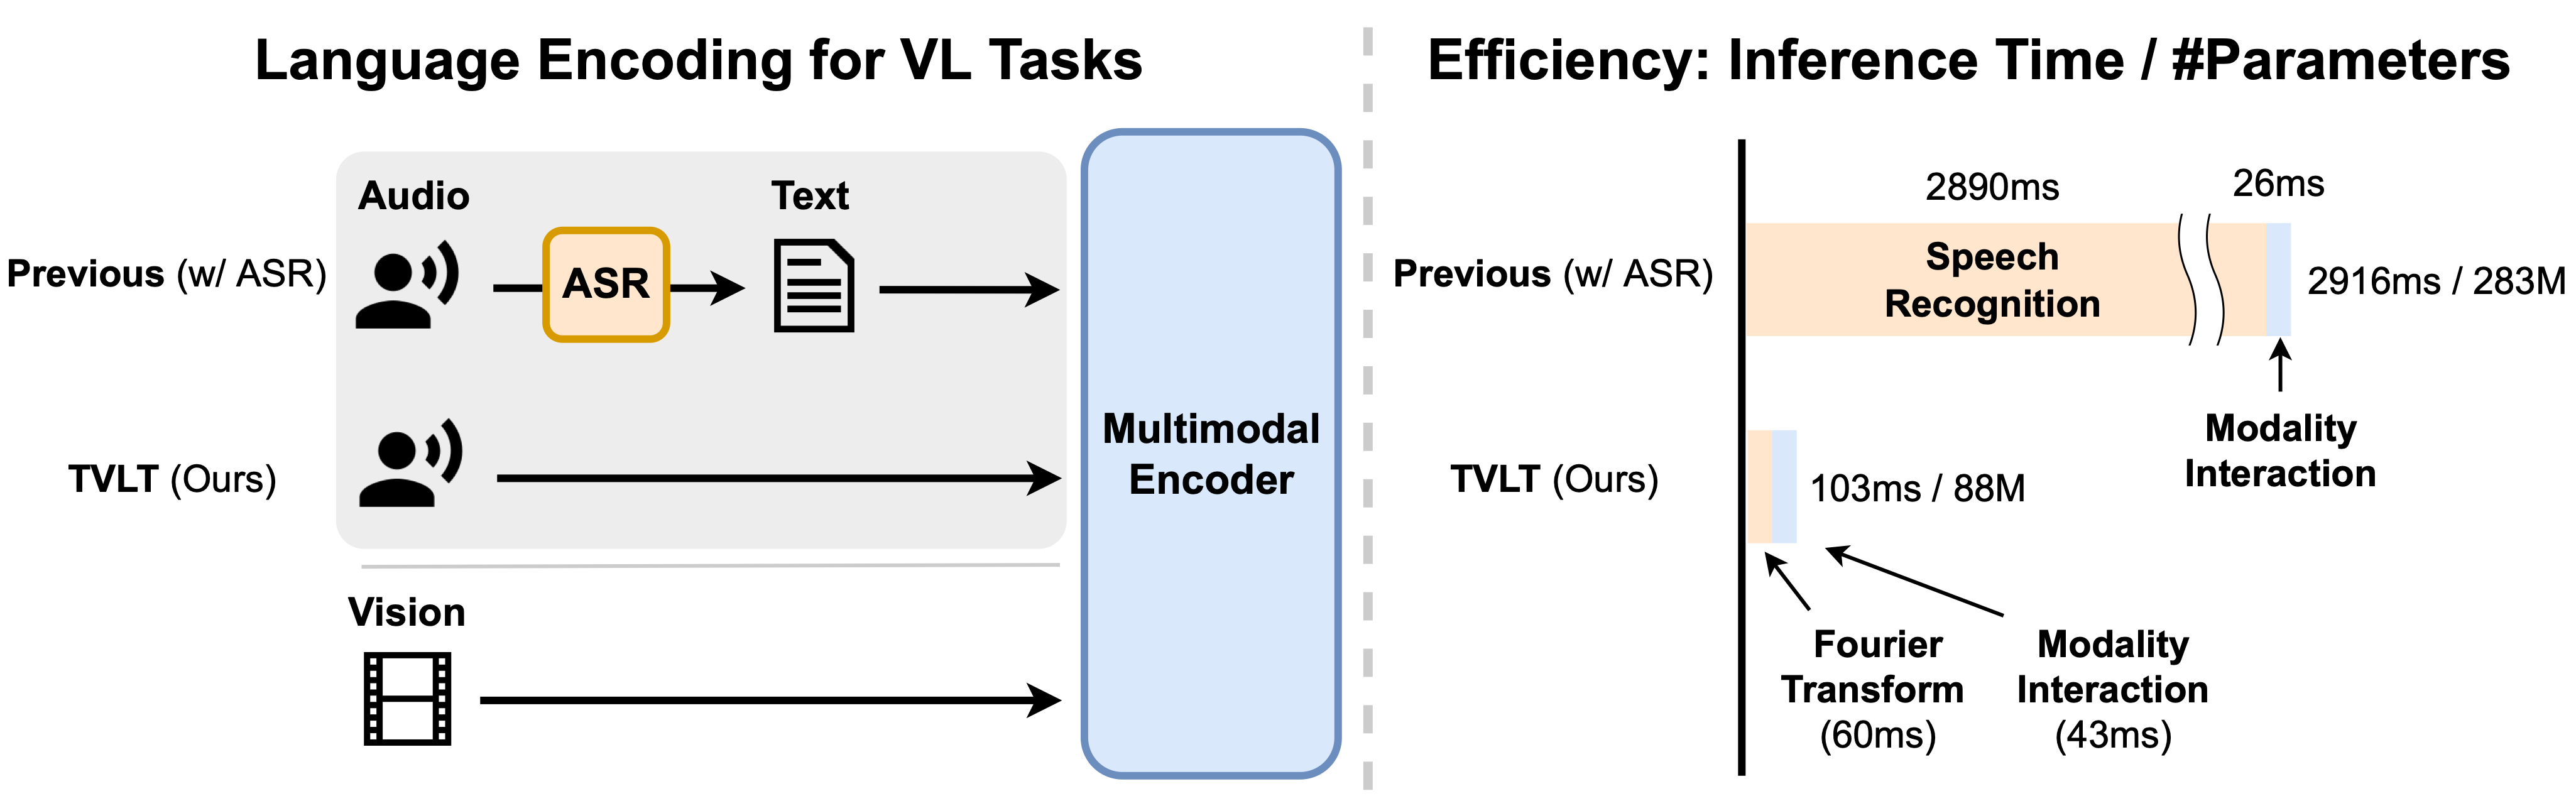 Language Encoding for VL Tasks
Audio
Text
Previous (w/ ASR)
ASR
TVLT (Ours)
Vision
Multimodal
Encoder
Efficiency: Inference Time / #Parameters
2890ms
26ms
Previous (w/ ASR)
Speech
Recognition
2916ms / 283M
Modality
Interaction
TVLT (Ours)
103ms / 88M
Fourier
Transform
(60ms)
Modality
Interaction
(43ms)